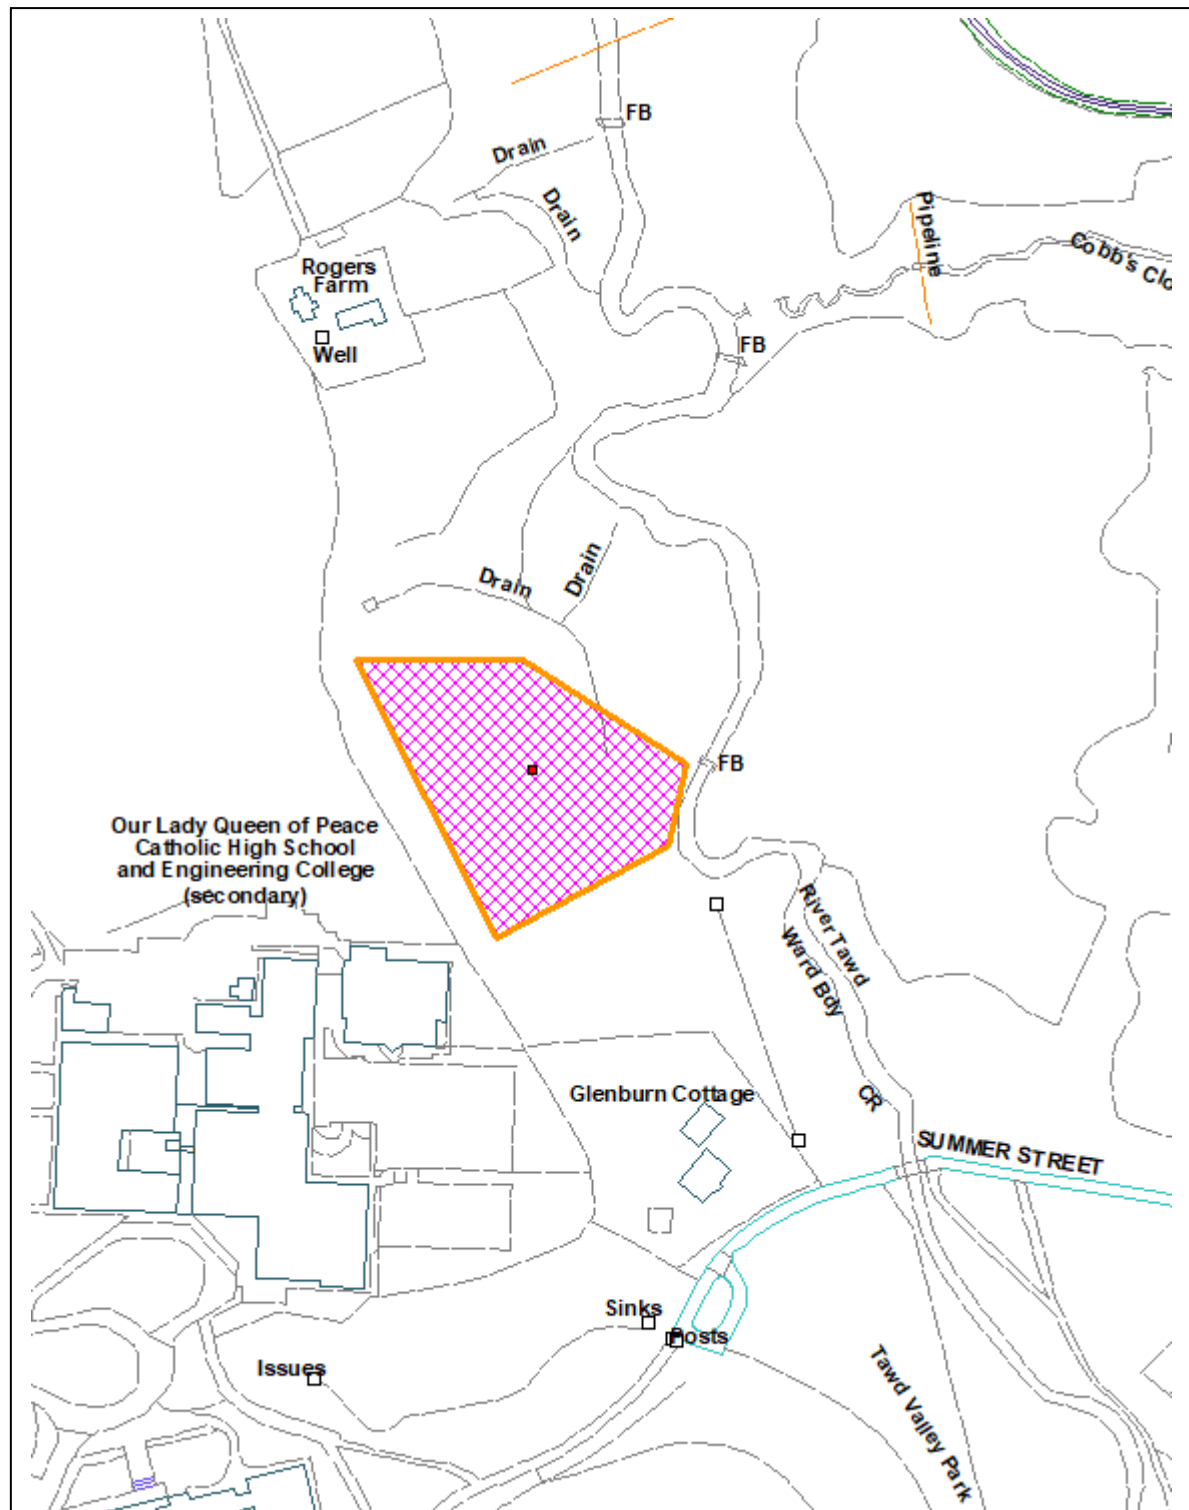 FB
Drain
Drain
Pipeline
Cobb's Clo
Rogers
Farm
Well
FB
Drain
Drain
FB
Our Lady Queen of Peace
Catholic High School
and Engineering College
(secondary)
River Tawd
Ward Bdy
CR
Glenburn Cottage
SUMMER STREET
Sinks
Posts
Issues
Tawd Valley Park